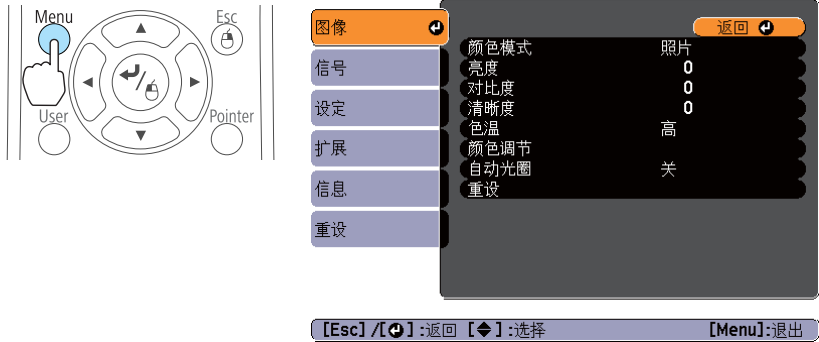 Menu
Esc
User
Pointer
图像
信号
设定
扩展
信息
重设
返回
颜色模式 照片
亮度 0
对比度 0
清晰度 0
色温 高
颜色调节
自动光圈 关
重设
[Esc] /[ ] :返回 [ ] :选择 [Menu]:退出